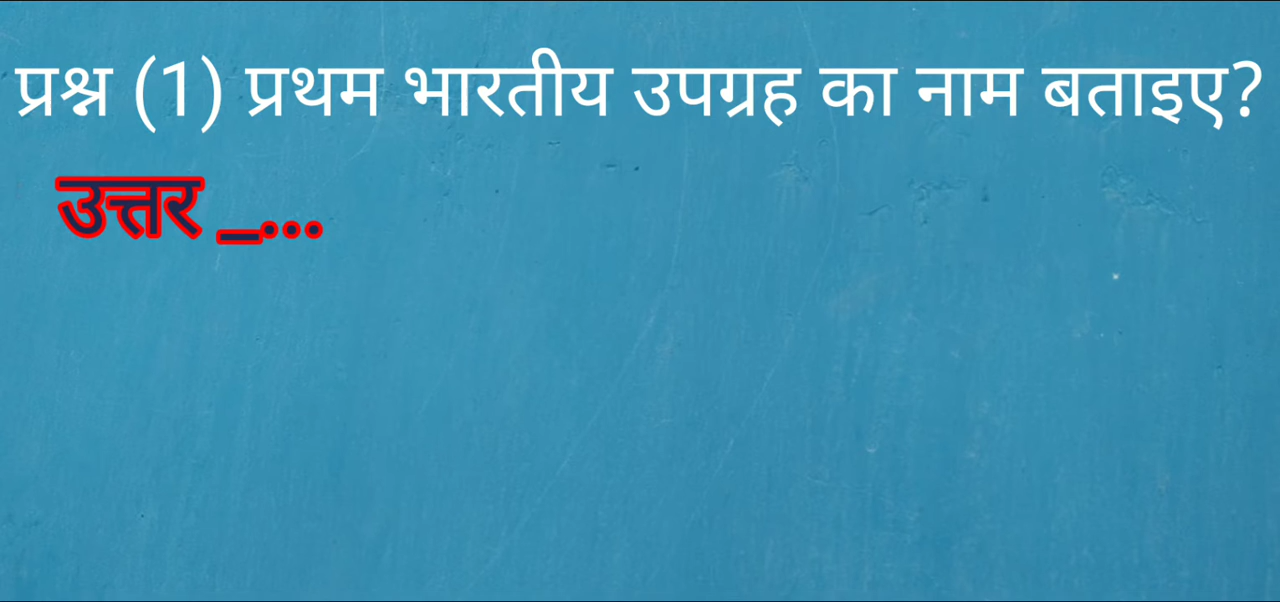 प्रश्न (1) प्रथम भारतीय उपग्रह का नाम बताइए?
उत्तर _...